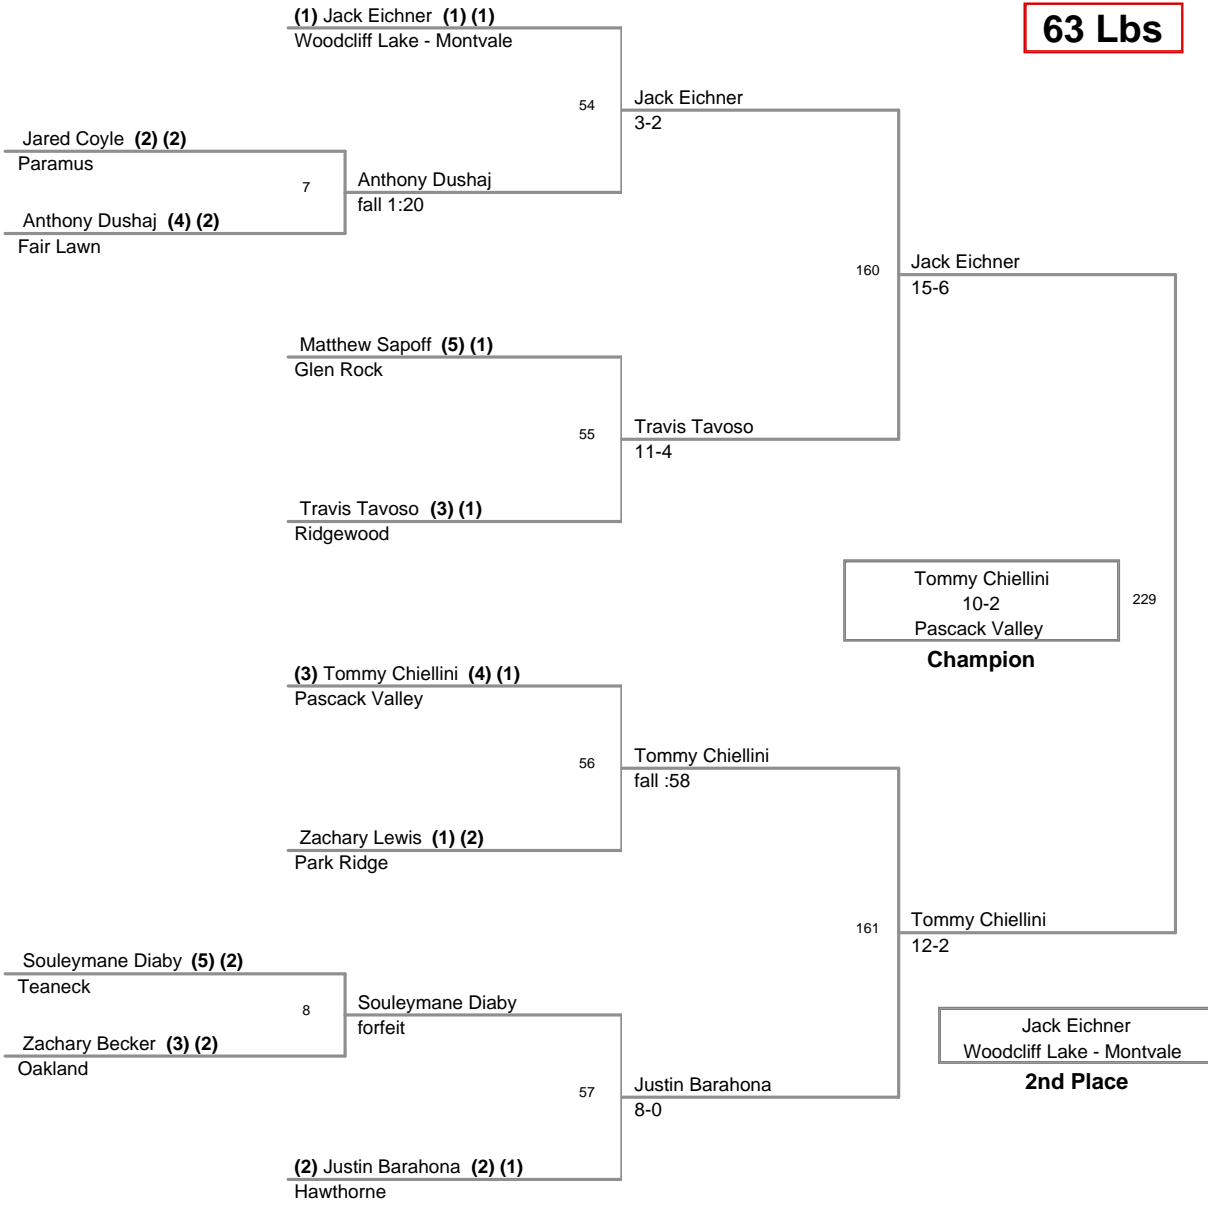 (1) Jack Eichner (1) (1)
Woodcliff Lake - Montvale
63 Lbs
54
Jack Eichner
3-2
Jared Coyle (2) (2)
Paramus
7
Anthony Dushaj
fall 1:20
Anthony Dushaj (4) (2)
Fair Lawn
160
Jack Eichner
15-6
Matthew Sapoff (5) (1)
Glen Rock
55
Travis Tavoso
11-4
Travis Tavoso (3) (1)
Ridgewood
Tommy Chiellini
10-2
Pascack Valley
229
Champion
(3) Tommy Chiellini (4) (1)
Pascack Valley
56
Tommy Chiellini
fall :58
Zachary Lewis (1) (2)
Park Ridge
161
Tommy Chiellini
12-2
Souleymane Diaby (5) (2)
Teaneck
8
Souleymane Diaby
forfeit
Zachary Becker (3) (2)
Oakland
Jack Eichner
Woodcliff Lake - Montvale
2nd Place
57
Justin Barahona
8-0
(2) Justin Barahona (2) (1)
Hawthorne